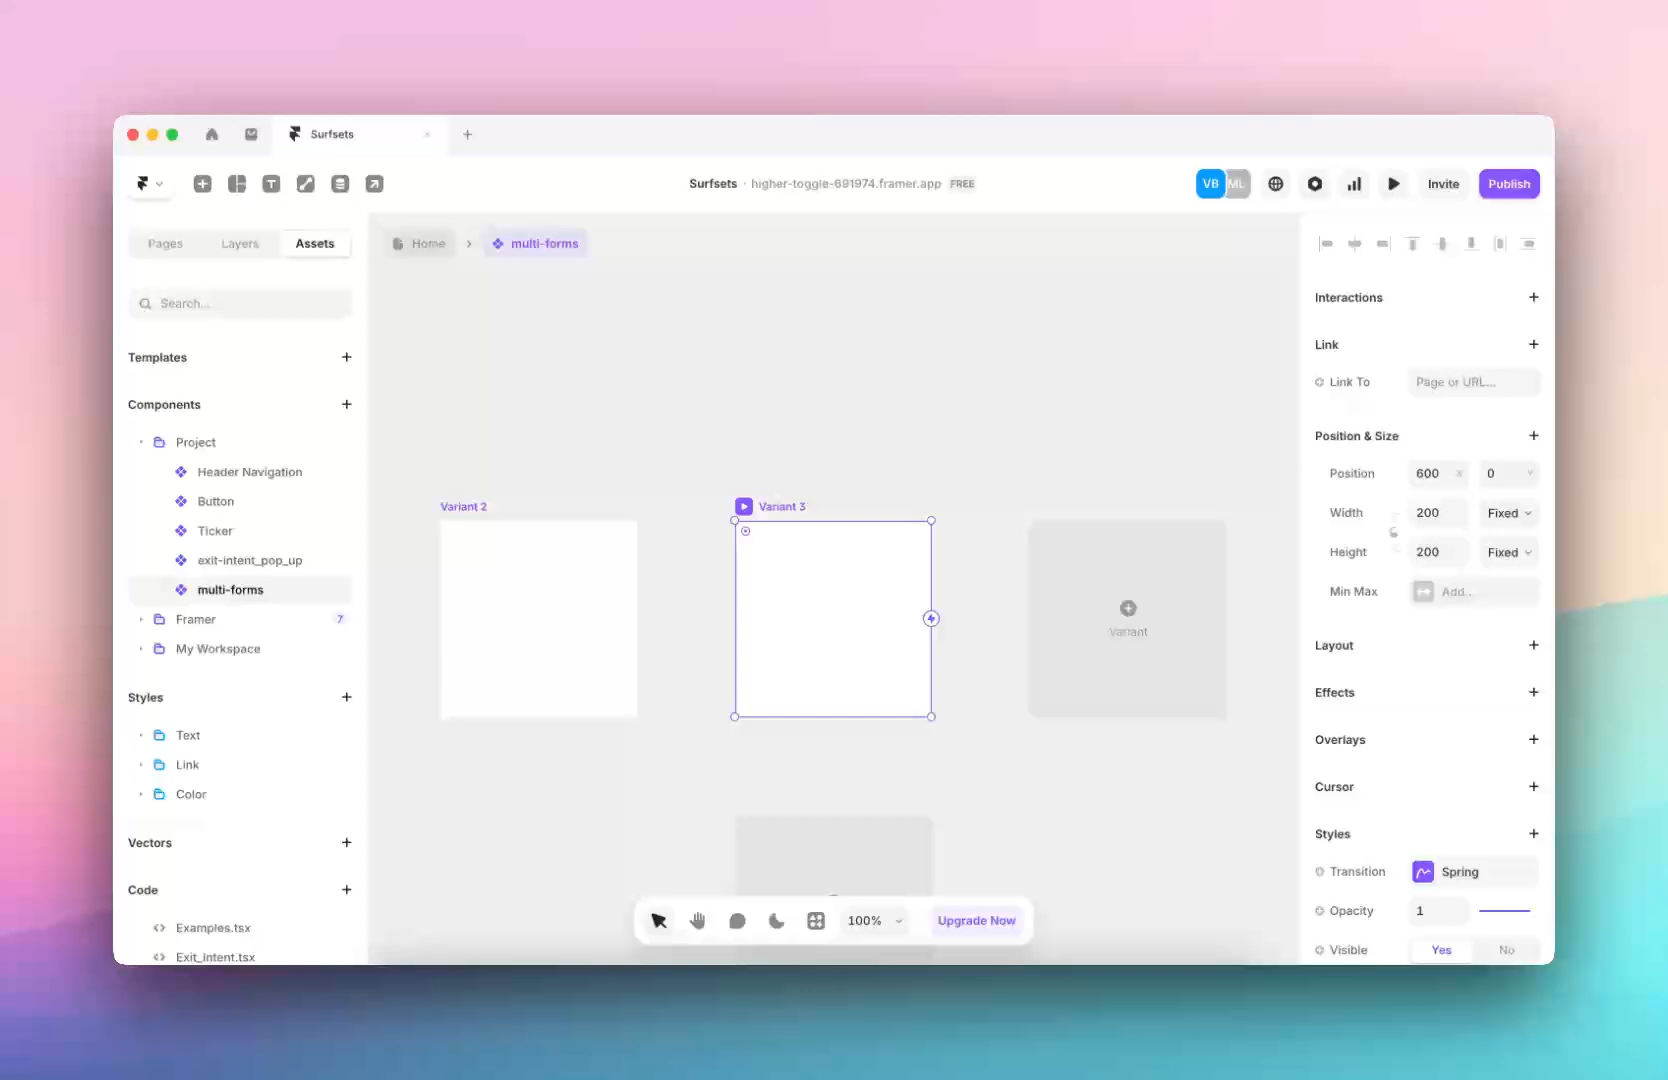 Surfsets
Surfsets · higher-toggle-691974.framer.app FREE
VB ML Invite Publish
Pages Layers Assets
Search...
Templates
Components
Project
Header Navigation
Button
Ticker
exit-intent_pop_up
multi-forms
Framer 7
My Workspace
Styles
Text
Link
Color
Vectors
Code
Examples.tsx
Exit_Intent.tsx
Home multi-forms
Variant 2
Variant 3
Variant
100% Upgrade Now
Interactions
Link
Link To Page or URL...
Position & Size
Position 600 X 0 Y
Width 200 Fixed
Height 200 Fixed
Min Max Add...
Layout
Effects
Overlays
Cursor
Styles
Transition Spring
Opacity 1
Visible Yes No